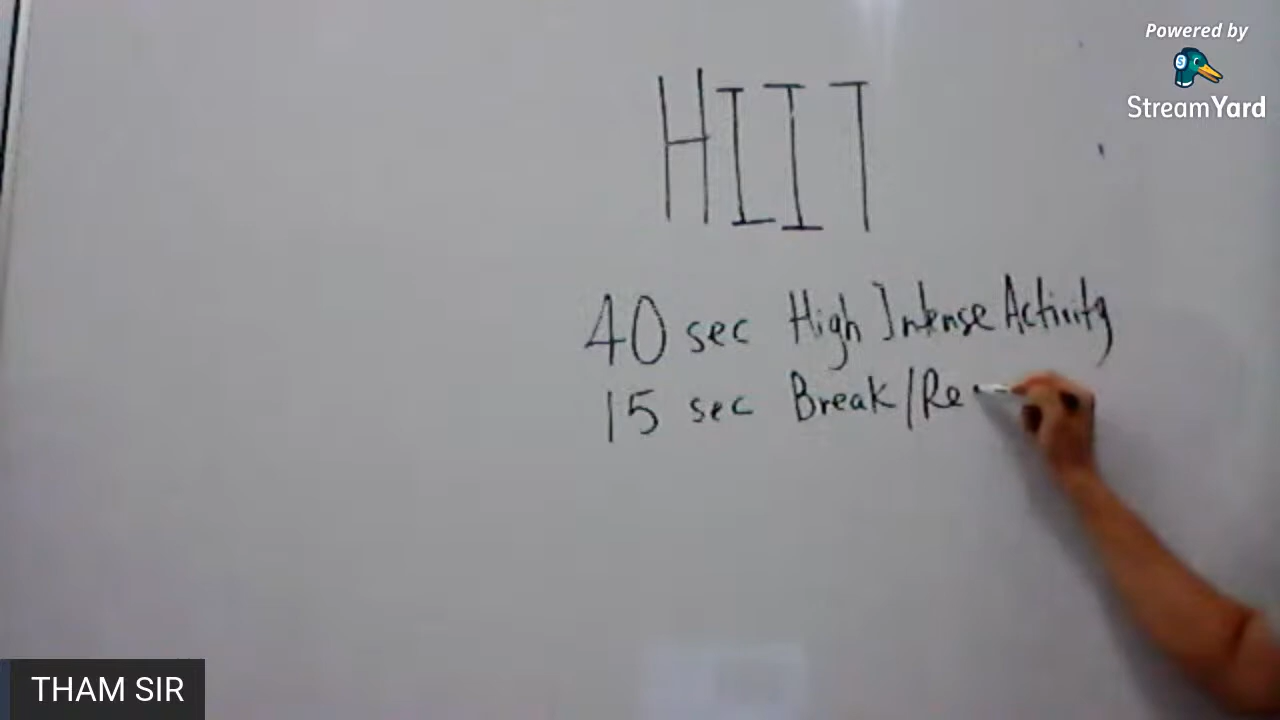 Powered by
StreamYard
HIIT
40 sec High Intense Activity
15 sec Break/Re
THAM SIR